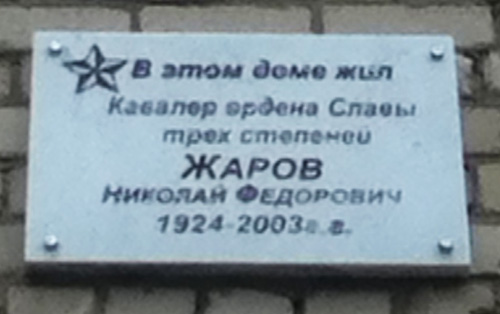 В этом доме жил
Кавалер ордена Славы
трех степеней
ЖАРОВ
НИКОЛАЙ ФЕДОРОВИЧ
1924-2003г.г.